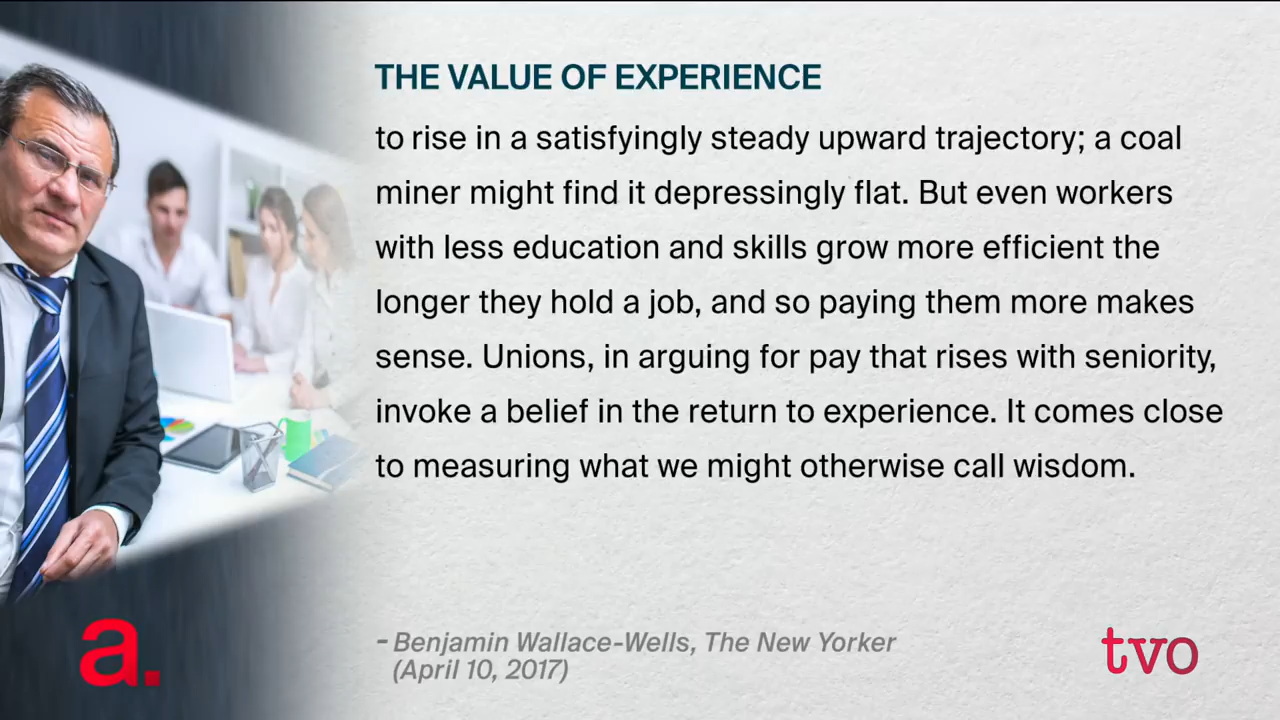 THE VALUE OF EXPERIENCE
to rise in a satisfyingly steady upward trajectory; a coal
miner might find it depressingly flat. But even workers
with less education and skills grow more efficient the
longer they hold a job, and so paying them more makes
sense. Unions, in arguing for pay that rises with seniority,
invoke a belief in the return to experience. It comes close
to measuring what we might otherwise call wisdom.
- Benjamin Wallace-Wells, The New Yorker
(April 10, 2017)
a.
tvo